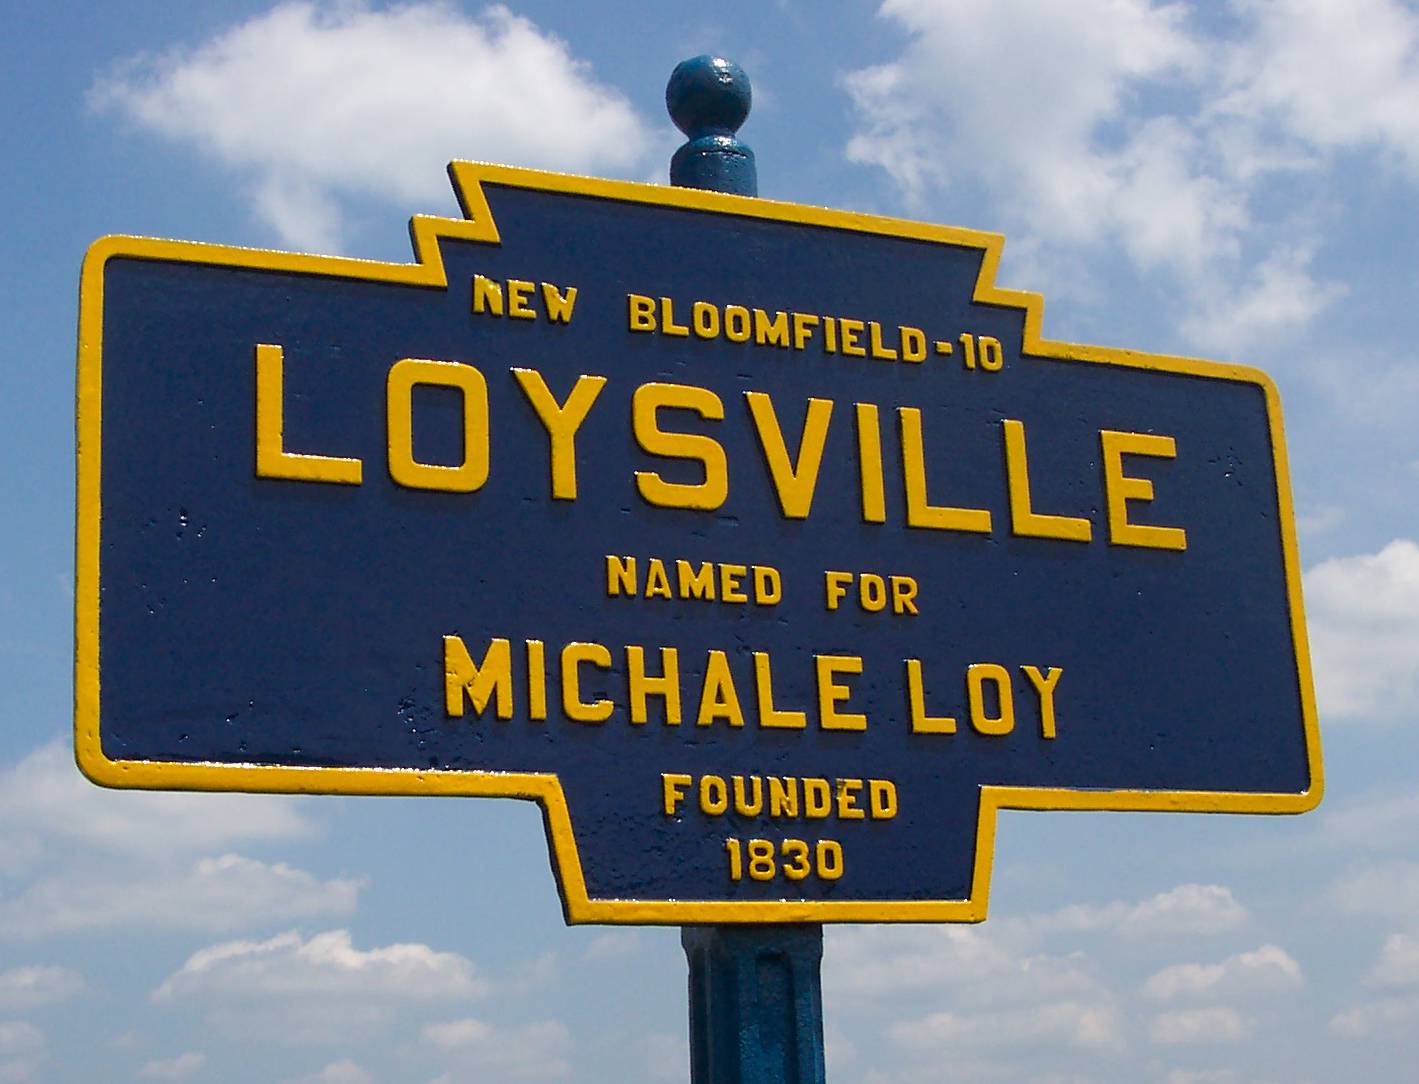 NEW BLOOMFIELD-10
LOYSVILLE
NAMED FOR
MICHALE LOY
FOUNDED
1830